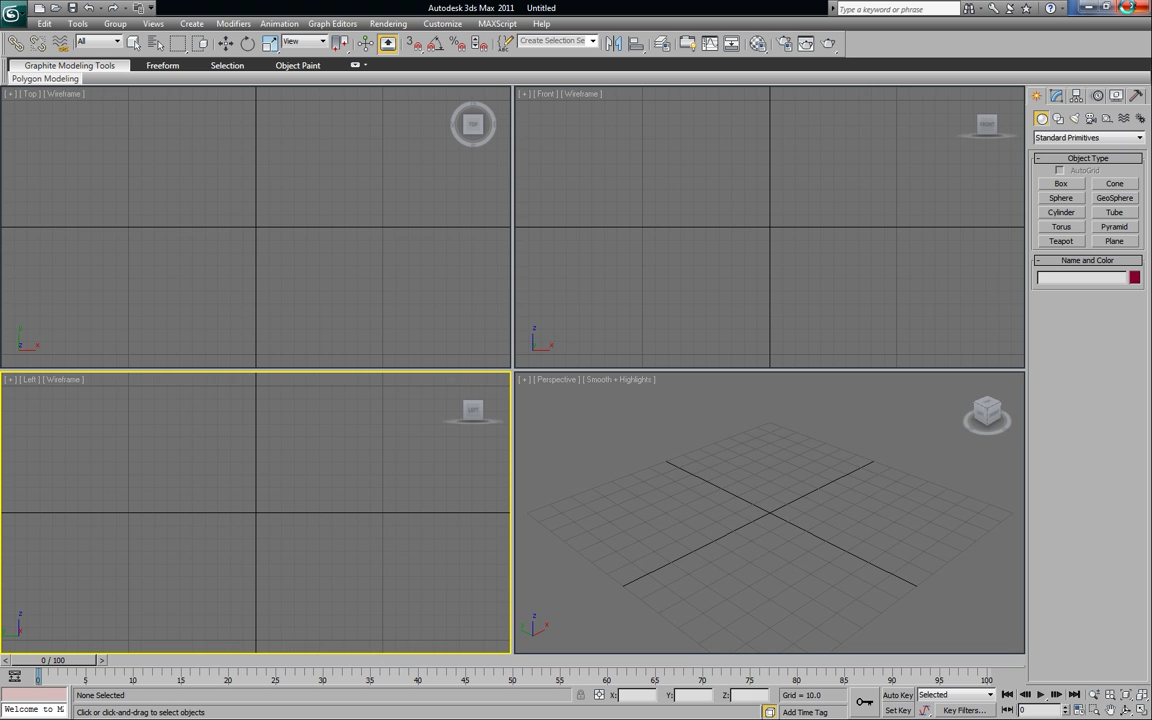 Autodesk 3ds Max 2011 Untitled
Type a keyword or phrase
Edit Tools Group Views Create Modifiers Animation Graph Editors Rendering Customize MAXScript Help
All View Create Selection Se
Graphite Modeling Tools Freeform Selection Object Paint
Polygon Modeling
[ + ] [ Top ] [ Wireframe ]
TOP
[ + ] [ Front ] [ Wireframe ]
FRONT
Standard Primitives
- Object Type
AutoGrid
Box Cone
Sphere GeoSphere
Cylinder Tube
Torus Pyramid
Teapot Plane
- Name and Color
z x
z x
[ + ] [ Left ] [ Wireframe ]
LEFT
[ + ] [ Perspective ] [ Smooth + Highlights ]
z
z x
< 0 / 100 >
0 5 10 15 20 25 30 35 40 45 50 55 60 65 70 75 80 85 90 95 100
None Selected X: Y: Z: Grid = 10.0 Auto Key Selected
Welcome to M Click or click-and-drag to select objects Add Time Tag Set Key Key Filters... 0